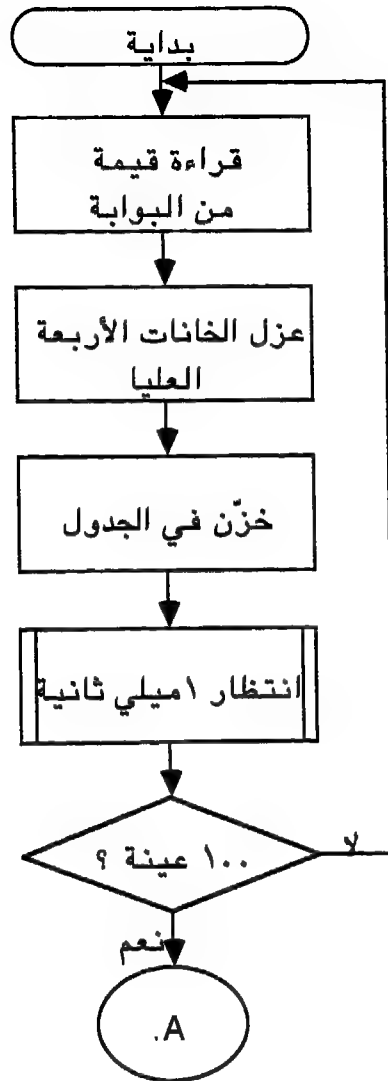 بداية
قراءة قيمة
من البوابة
عزل الخانات الأربعة
العليا
خزّن في الجدول
انتظار ١ميلي ثانية
١٠٠ عينة ؟
لا
نعم
A.